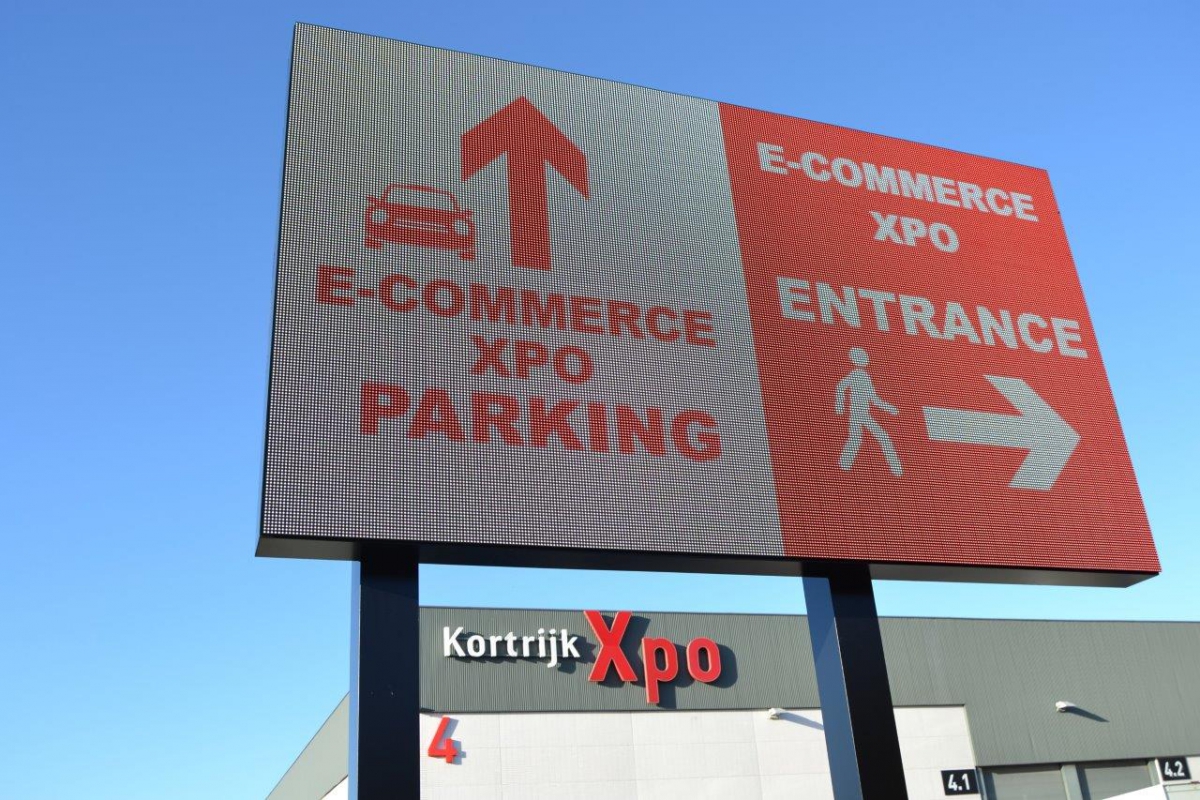 E-COMMERCE
XPO
PARKING
E-COMMERCE
XPO
ENTRANCE
Kortrijk Xpo
4
4.1
4.2